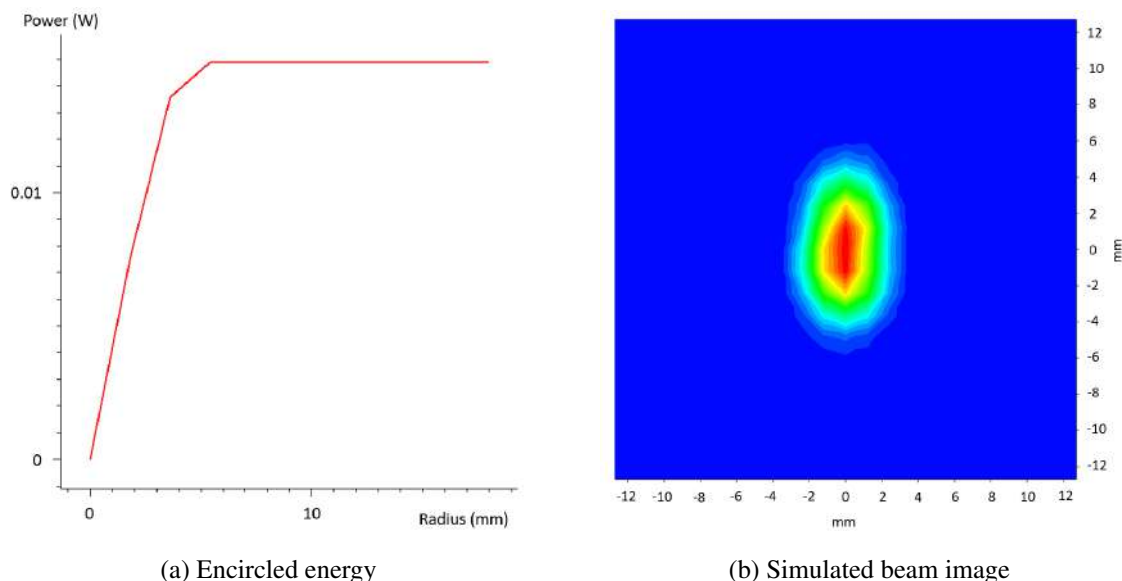 Power (W)
0.01
0
0
10
Radius (mm)
(a) Encircled energy
12
10
8
6
4
2
0
-2
-4
-6
-8
-10
-12
mm
-12 -10 -8 -6 -4 -2 0 2 4 6 8 10 12
mm
(b) Simulated beam image